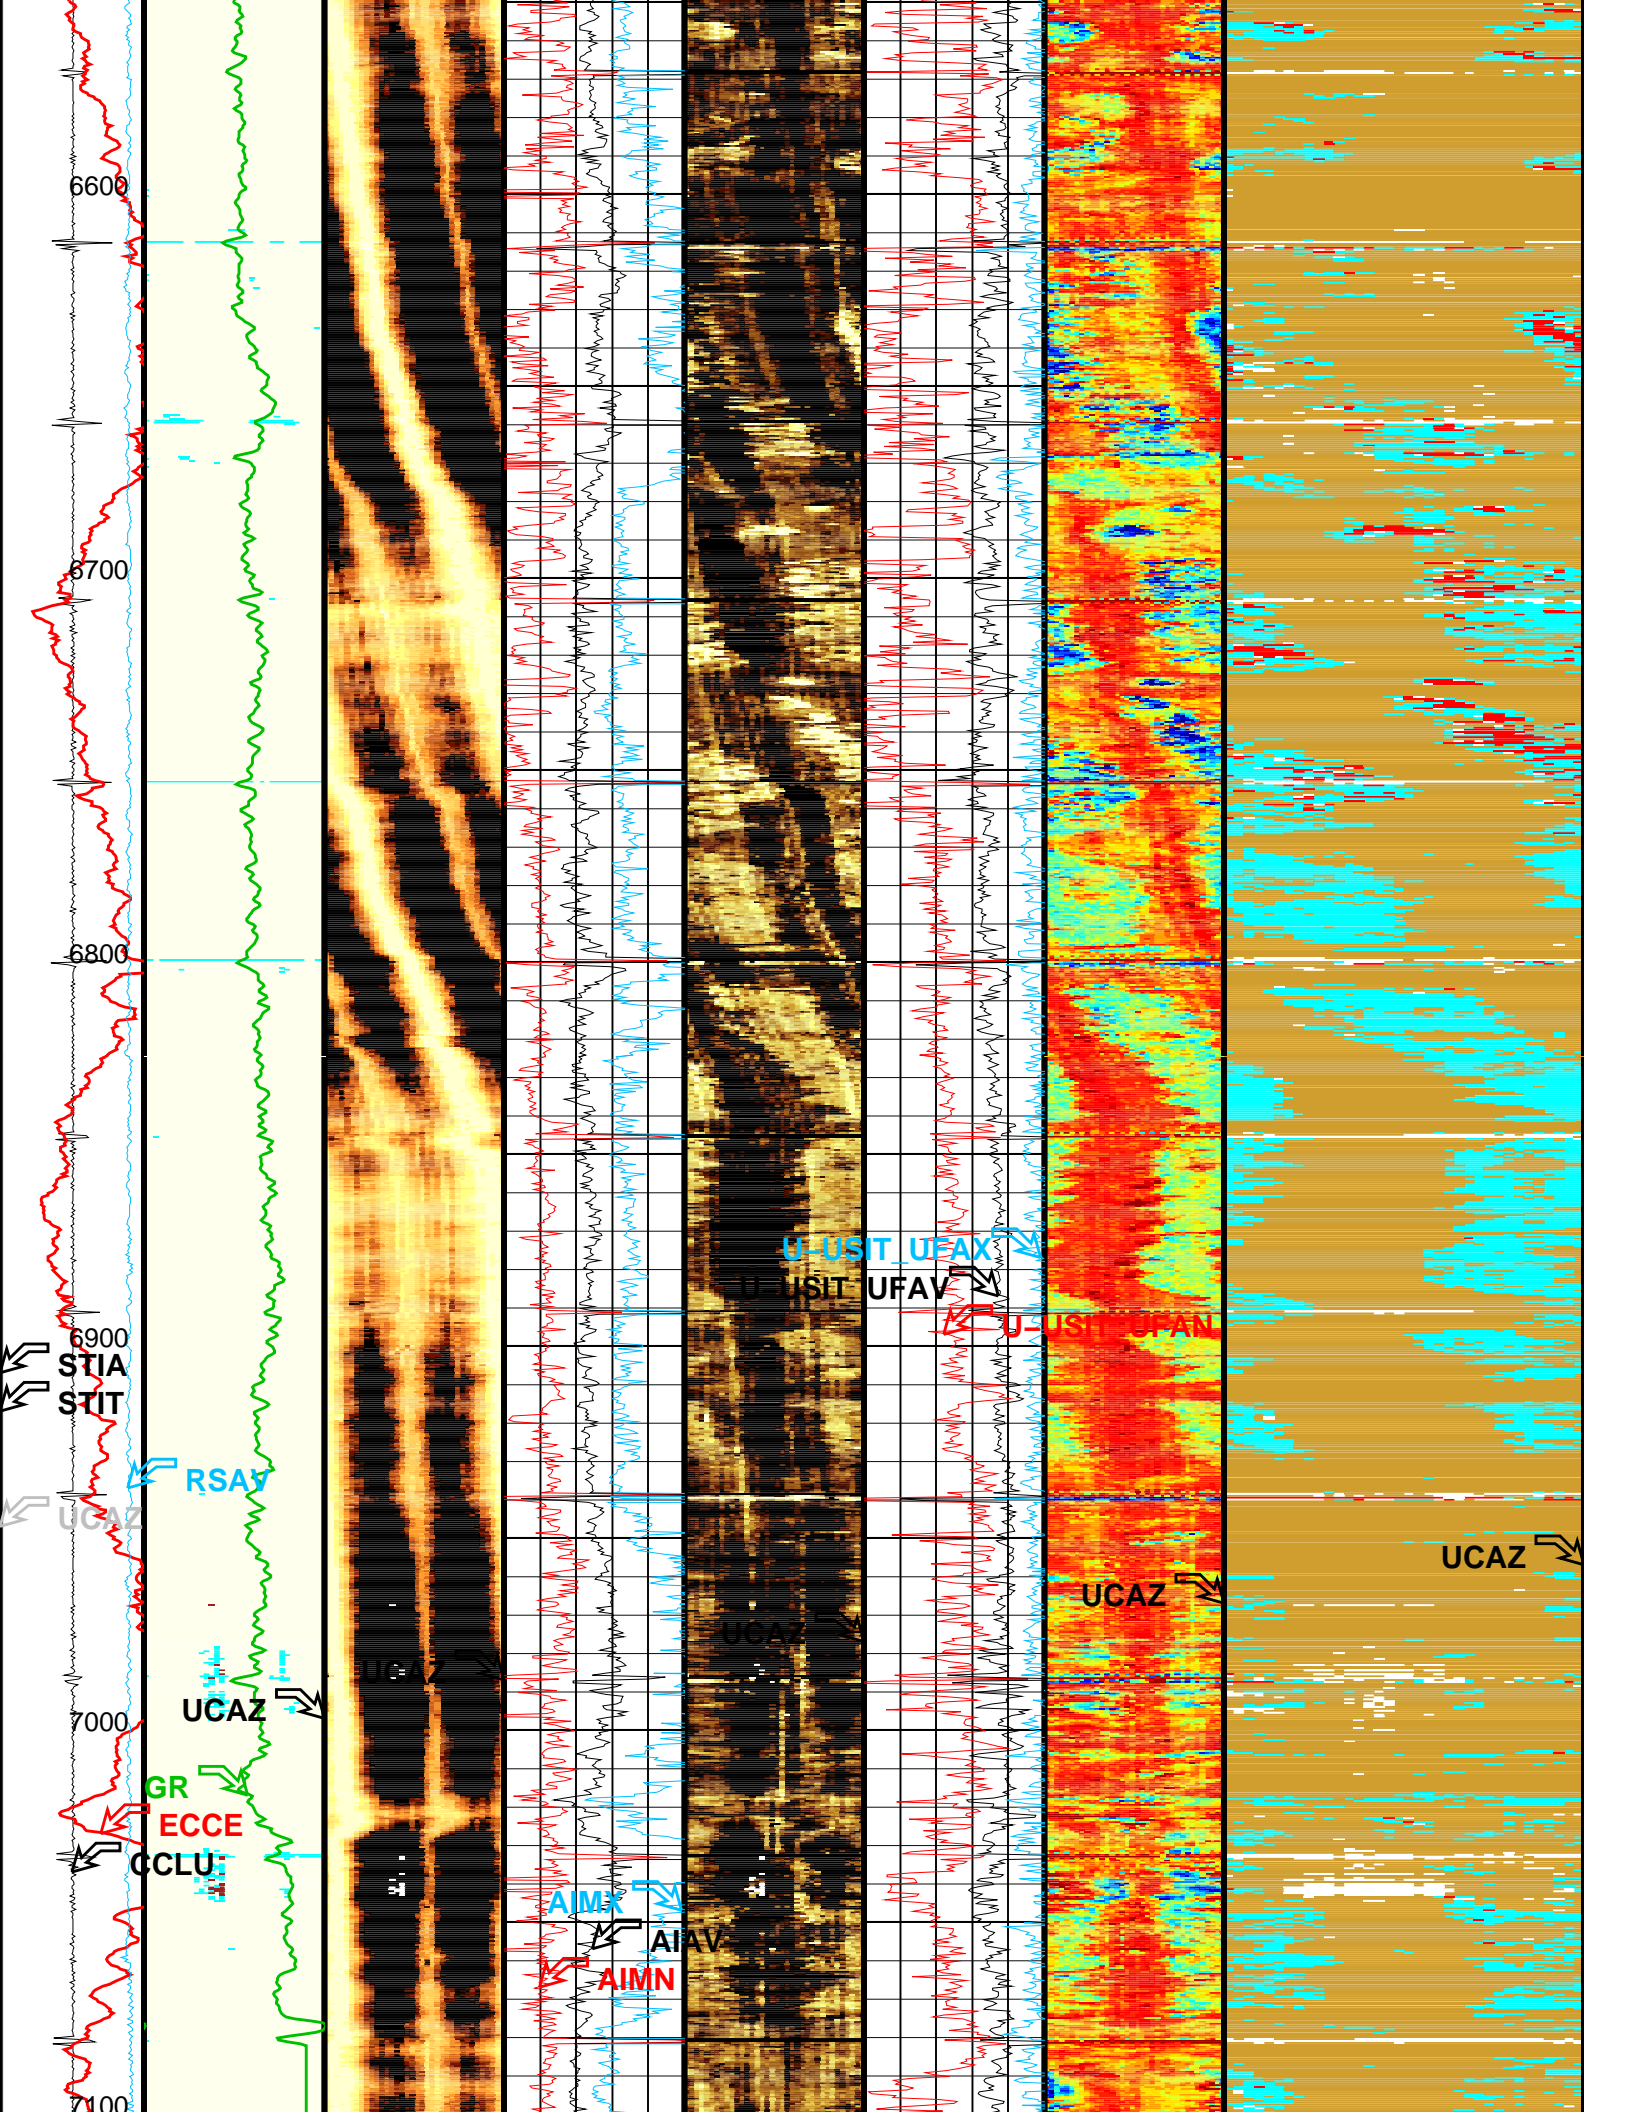 6600
6700
6800
U-USIT_UFAX
U-USIT_UFAV
U-USIT_UFAN
6900
STIA
STIT
RSAV
UCAZ
UCAZ
UCAZ
UCAZ
UCAZ
UCAZ
7000
GR
ECCE
CCLU
AIMX
AIAV
AIMN
7100